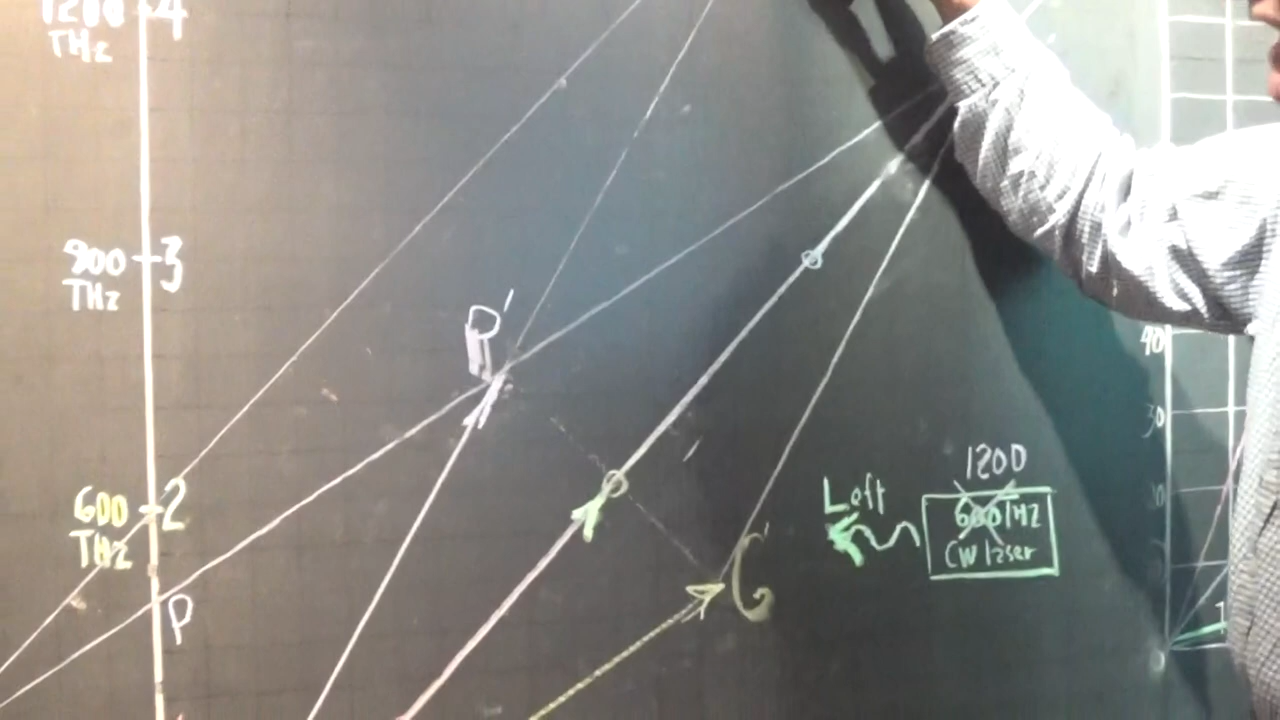 1200
THz
4
900
THz
3
P'
600
THz
2
P
G'
Left
1200
600 THz
CW laser
40
30